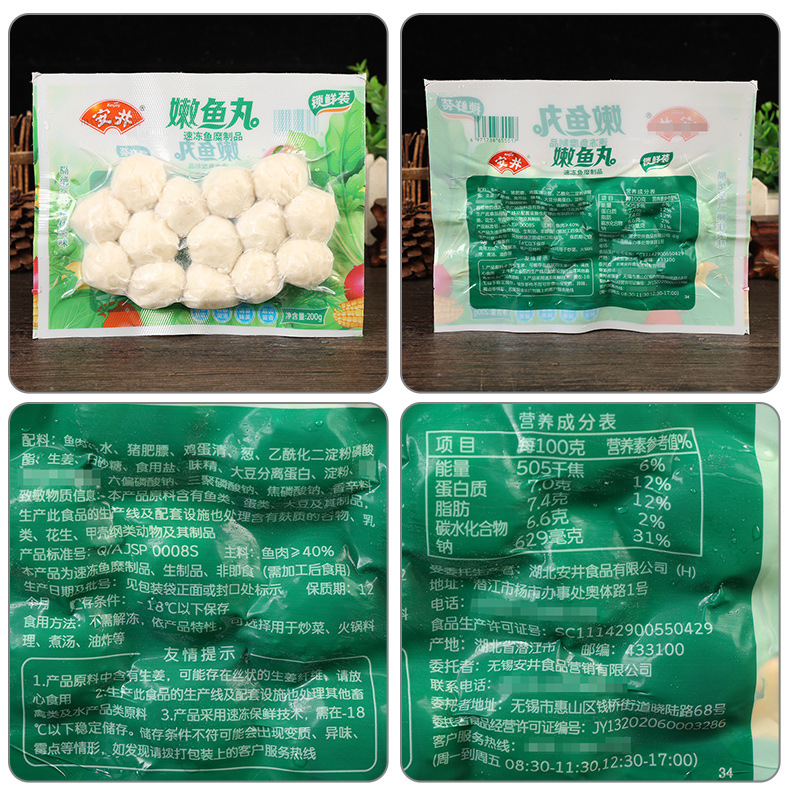 安井
嫩鱼丸
速冻鱼糜制品
锁鲜装
净含量:200g
安井
嫩鱼丸
速冻鱼糜制品
锁鲜装
营养成分表
34
配料：鱼肉、水、猪肥膘、鸡蛋清、葱、乙酰化二淀粉磷酸
酯、生姜、白砂糖、食用盐、味精、大豆分离蛋白、淀粉、
六偏磷酸钠、三聚磷酸钠、焦磷酸钠、香辛料
致敏物质信息：本产品原料含有鱼类、蛋类、大豆及其制品，
生产此食品的生产线及配套设施也处理含有麸质的谷物、乳
类、花生、甲壳纲类动物及其制品
产品标准号：Q/AJSP 0008S 主料：鱼肉≥40%
本产品为速冻鱼糜制品、生制品、非即食（需加工后食用）
生产日期及批号：见包装袋正面或封口处标示 保质期：12
个月 贮存条件：-18℃以下保存
食用方法：不需解冻，依产品特性，可选择用于炒菜、火锅料
理、煮汤、油炸等
友情提示
1.产品原料中含有生姜，可能存在丝状的生姜纤维，请放
心食用 2.生产此食品的生产线及配套设施也处理其他畜
禽类及水产品类原料 3.产品采用速冻保鲜技术，需在-18
℃以下稳定储存。储存条件不符可能会出现变质、异味、
霉点等情形，如发现请拨打包装上的客户服务热线
营养成分表
项目 每100克 营养素参考值%
能量 505千焦 6%
蛋白质 7.0克 12%
脂肪 7.4克 12%
碳水化合物 6.6克 2%
钠 629毫克 31%
受委托生产者：湖北安井食品有限公司（H）
地址：潜江市杨市办事处奥体路1号
电话：
食品生产许可证号：SC11142900550429
产地：湖北省潜江市 邮编：433100
委托者：无锡安井食品营销有限公司
联系电话：
委托者地址：无锡市惠山区钱桥街道晓陆路68号
委托者食品经营许可证编号：JY13202060003286
客户服务热线：
(周一到周五 08:30-11:30,12:30-17:00)
34